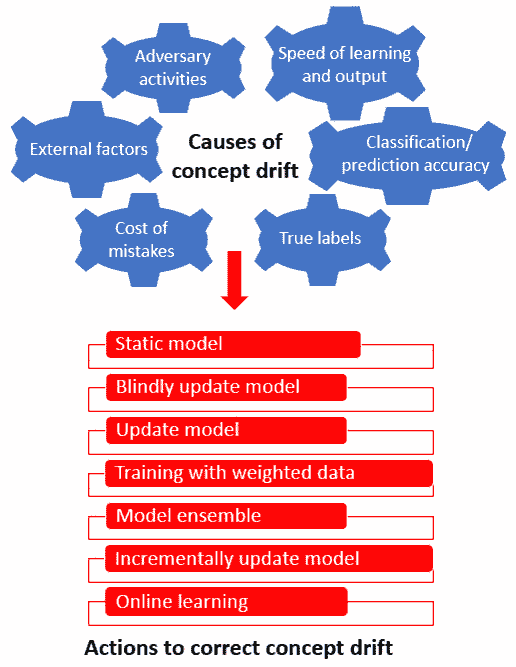 Adversary
activities
Speed of learning
and output
External factors
Causes of
concept drift
Classification/
prediction accuracy
Cost of
mistakes
True labels
Static model
Blindly update model
Update model
Training with weighted data
Model ensemble
Incrementally update model
Online learning
Actions to correct concept drift